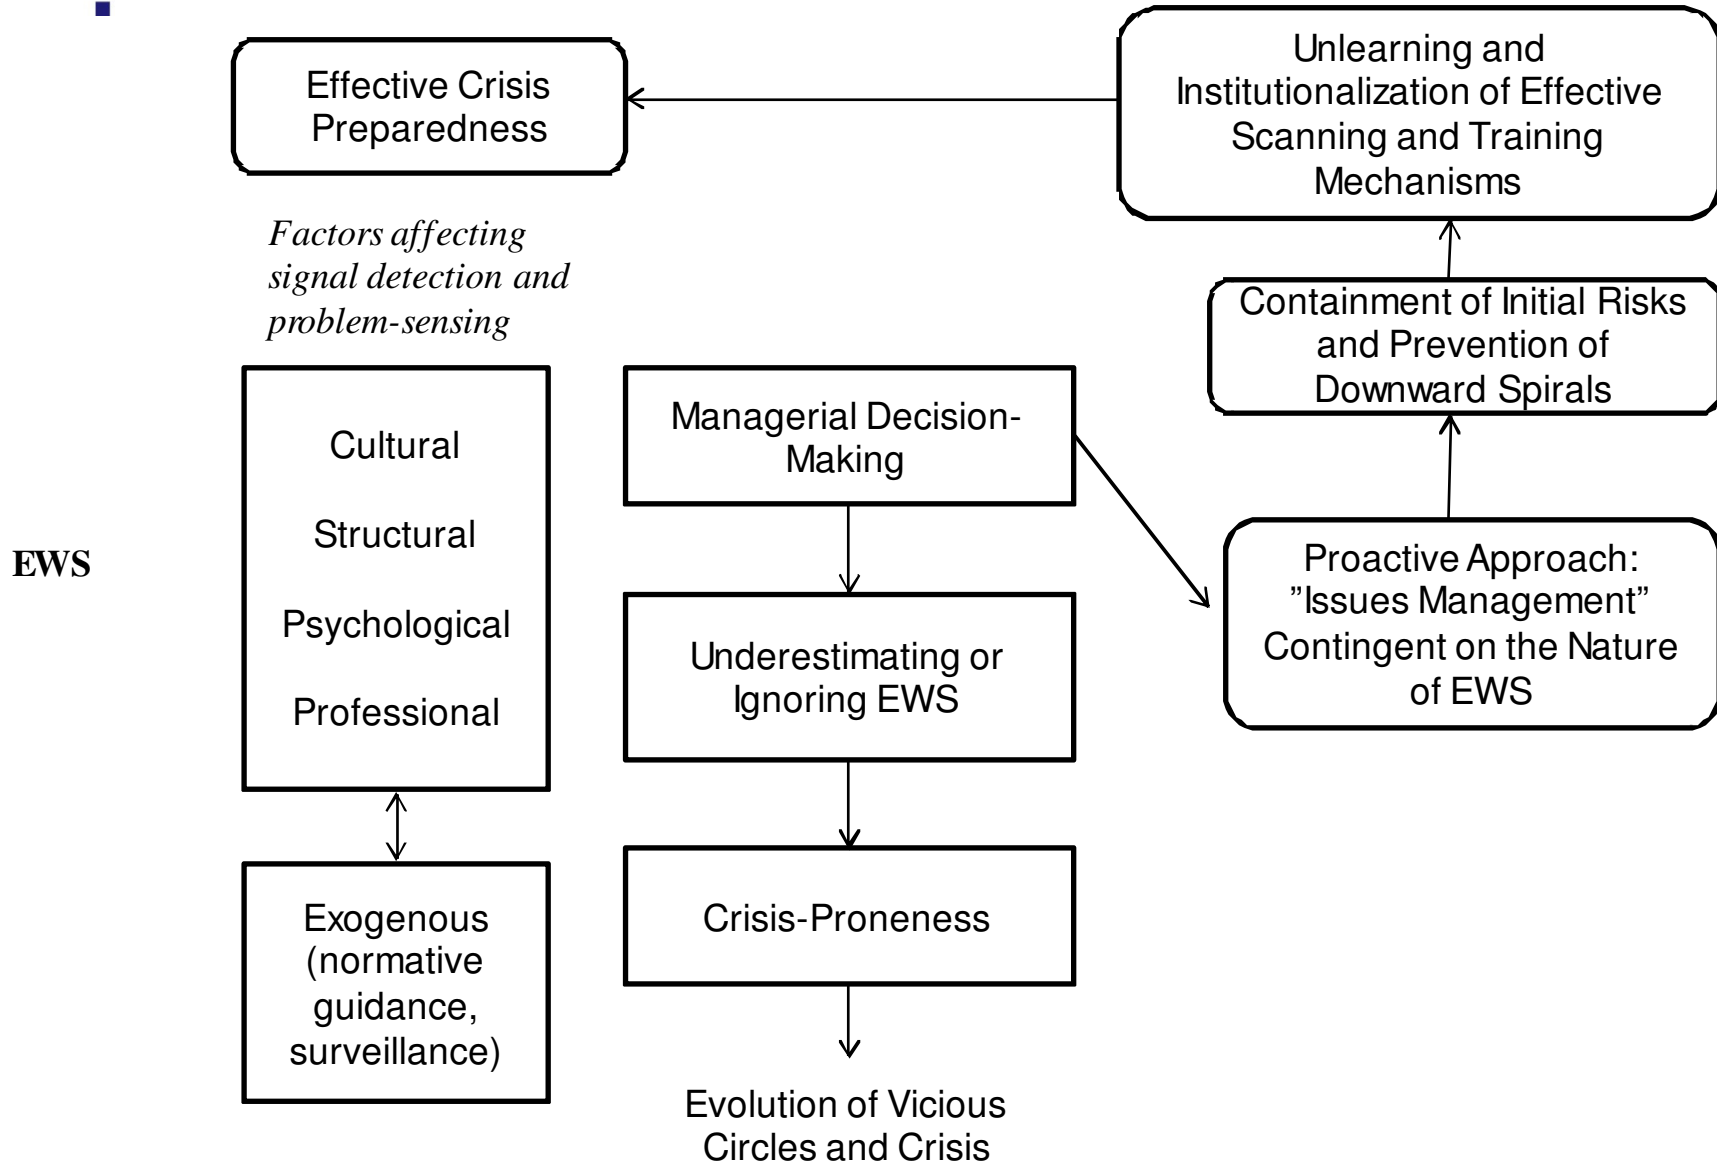 Effective Crisis
Preparedness
Unlearning and
Institutionalization of Effective
Scanning and Training
Mechanisms
Factors affecting
signal detection and
problem-sensing
Containment of Initial Risks
and Prevention of
Downward Spirals
EWS
Cultural
Structural
Psychological
Professional
Managerial Decision-
Making
Underestimating or
Ignoring EWS
Proactive Approach:
”Issues Management”
Contingent on the Nature
of EWS
Exogenous
(normative
guidance,
surveillance)
Crisis-Proneness
Evolution of Vicious
Circles and Crisis